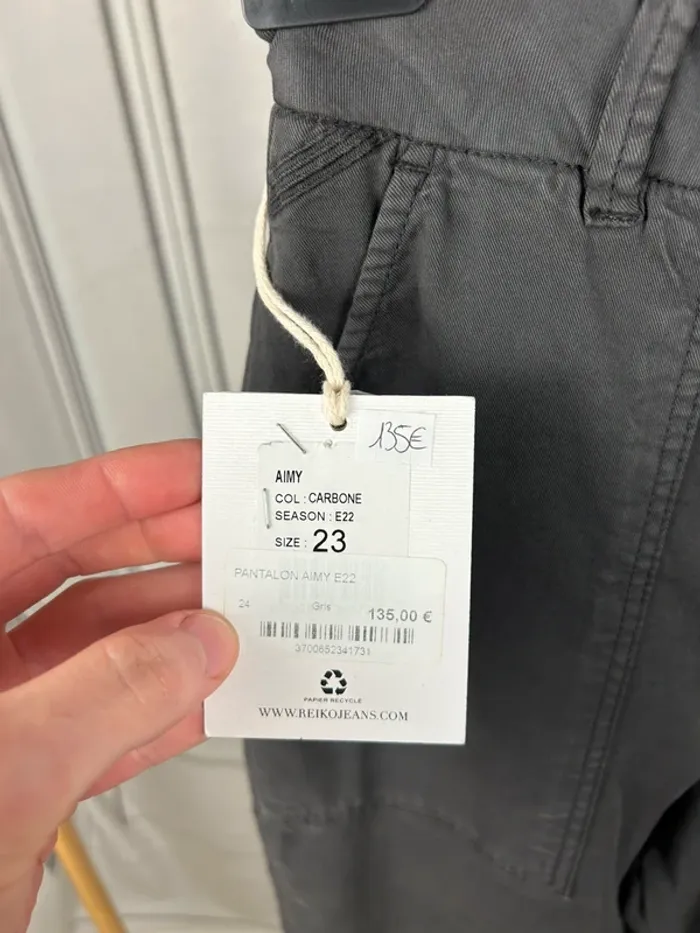 135€
AIMY
COL : CARBONE
SEASON : E22
SIZE : 23
PANTALON AIMY E22
24 Gris 135,00 €
3700652341731
PAPIER RECYCLE
WWW.REIKOJEANS.COM